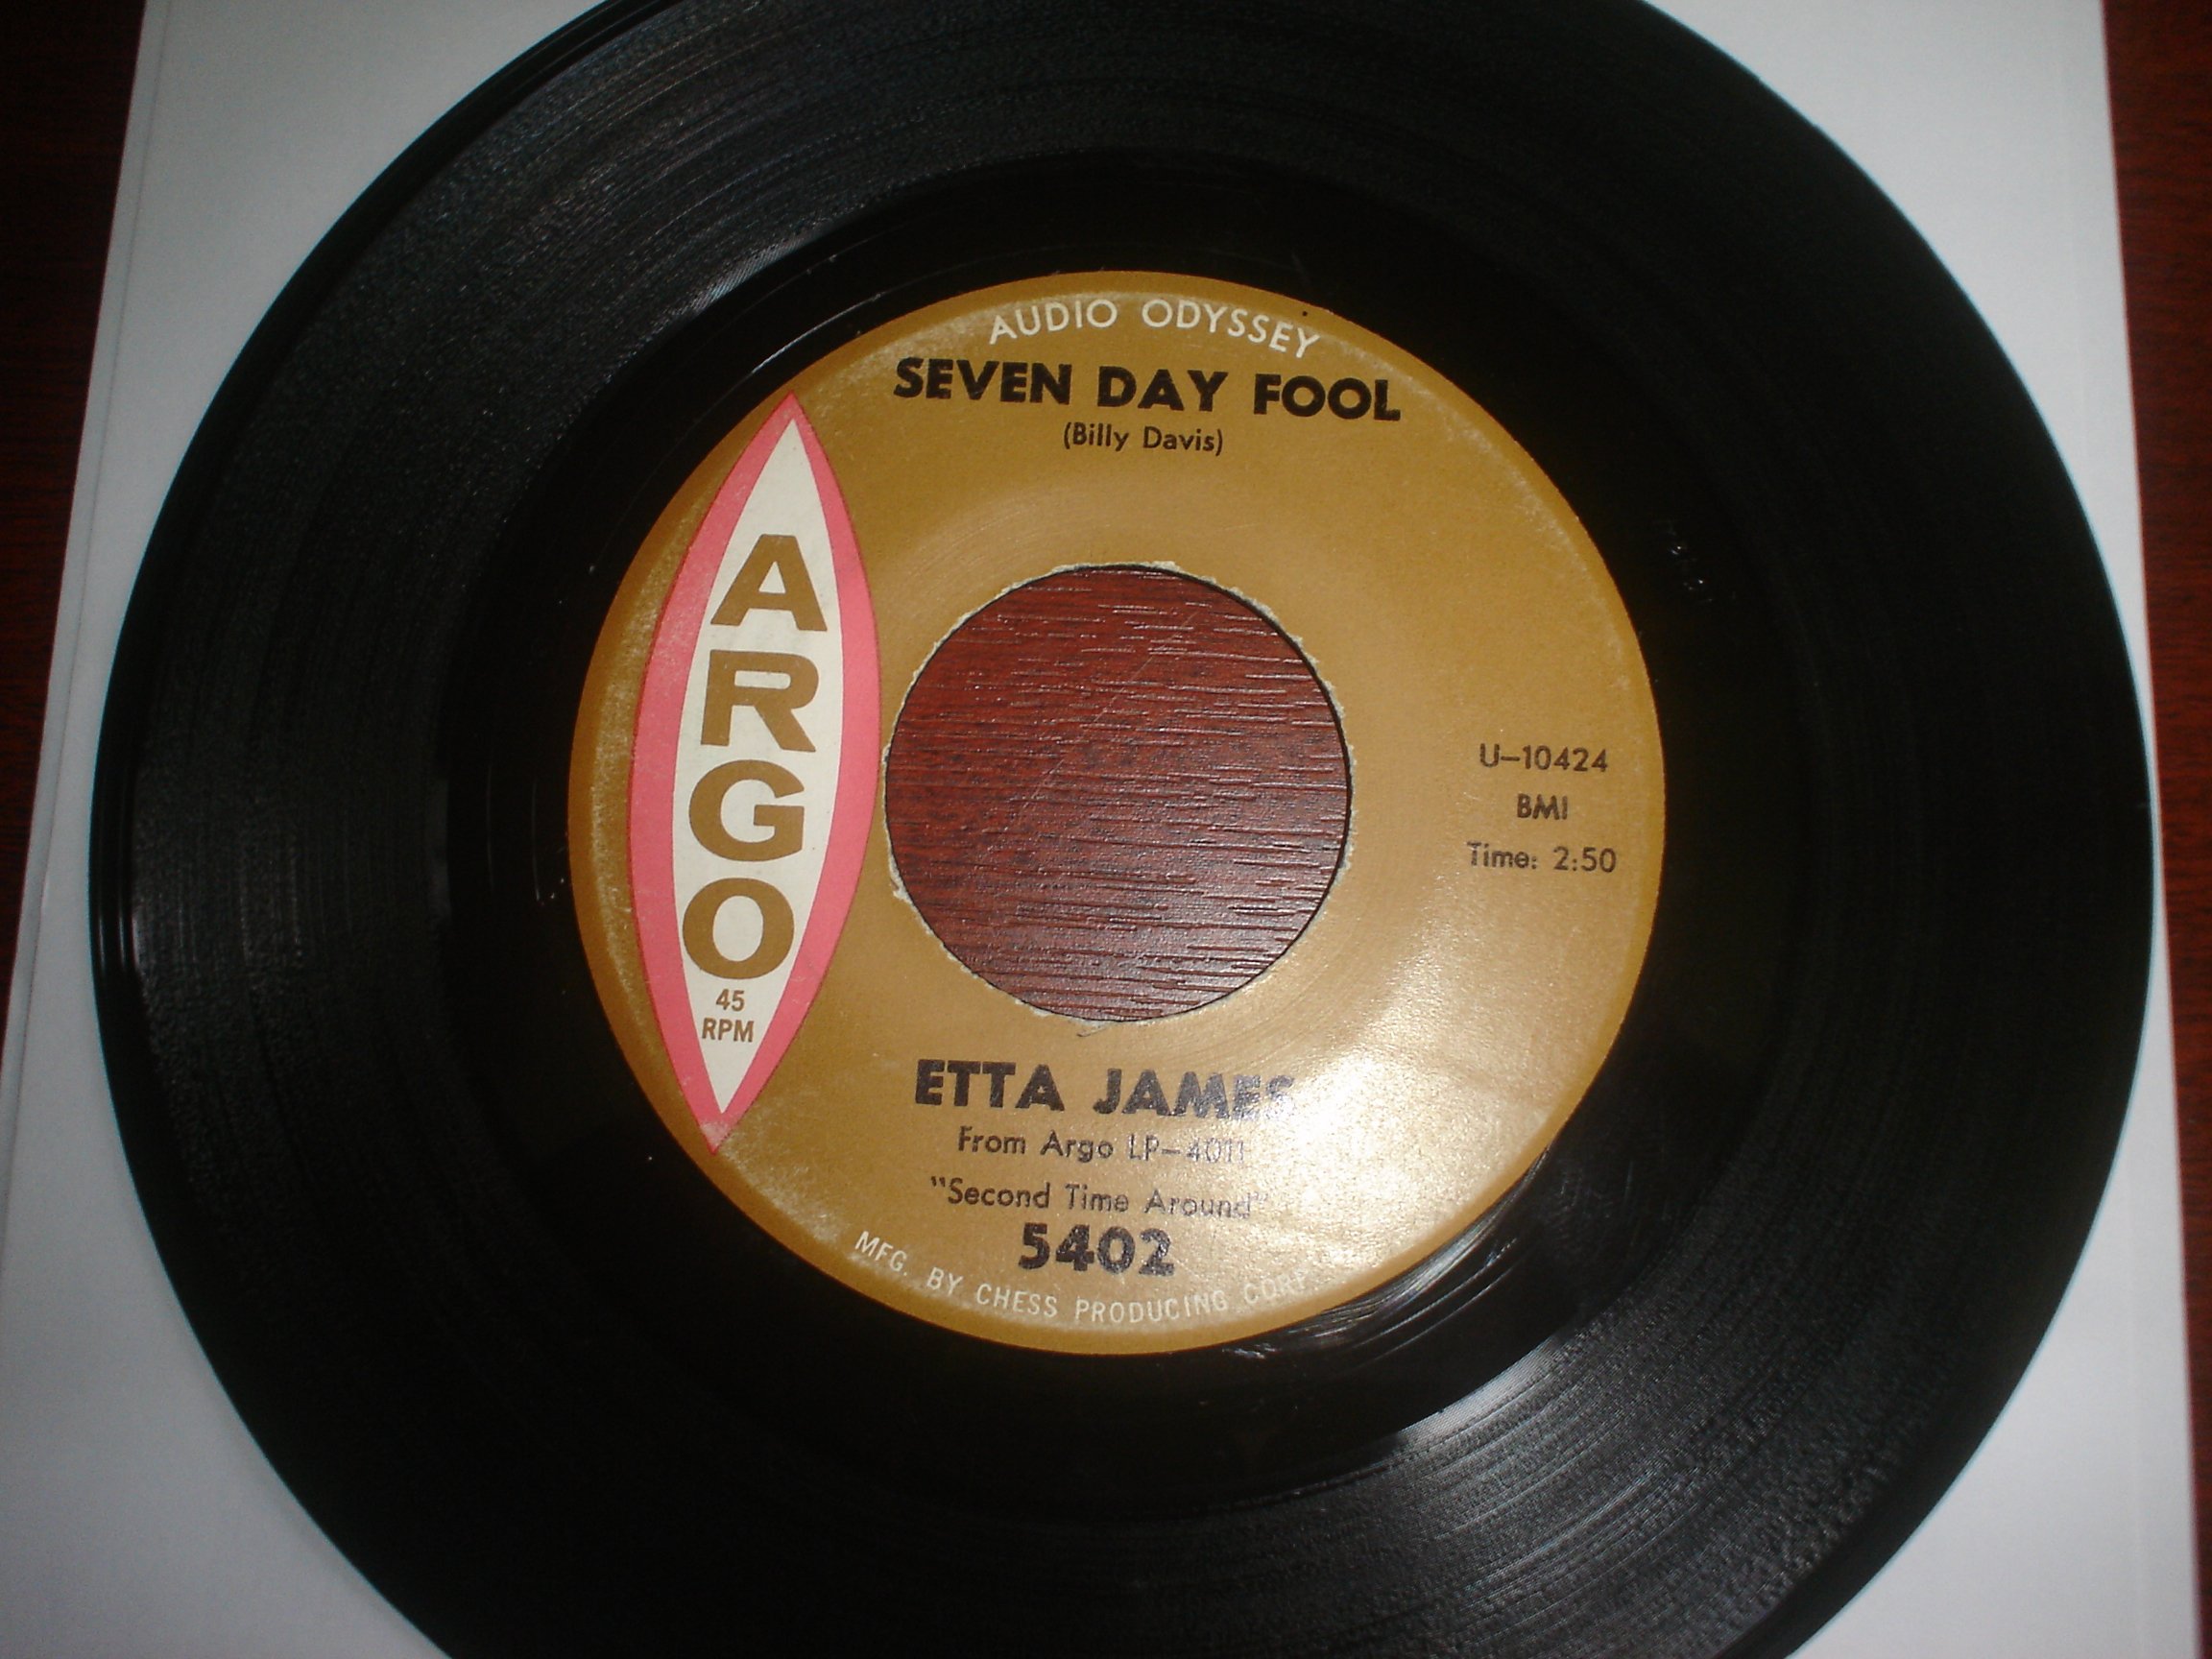 AUDIO ODYSSEY
SEVEN DAY FOOL
(Billy Davis)
ARGO
45
RPM
U-10424
BMI
Time: 2:50
ETTA JAMES
From Argo LP-4011
"Second Time Around"
5402
MFG. BY CHESS PRODUCING CORP.